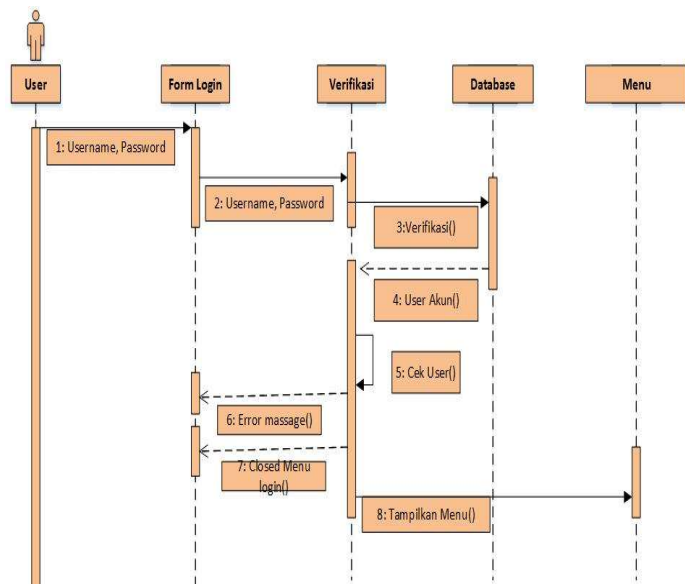 User
Form Login
Verifikasi
Database
Menu
1: Username, Password
2: Username, Password
3:Verifikasi()
4: User Akun()
5: Cek User()
6: Error massage()
7: Closed Menu
login()
8: Tampilkan Menu()